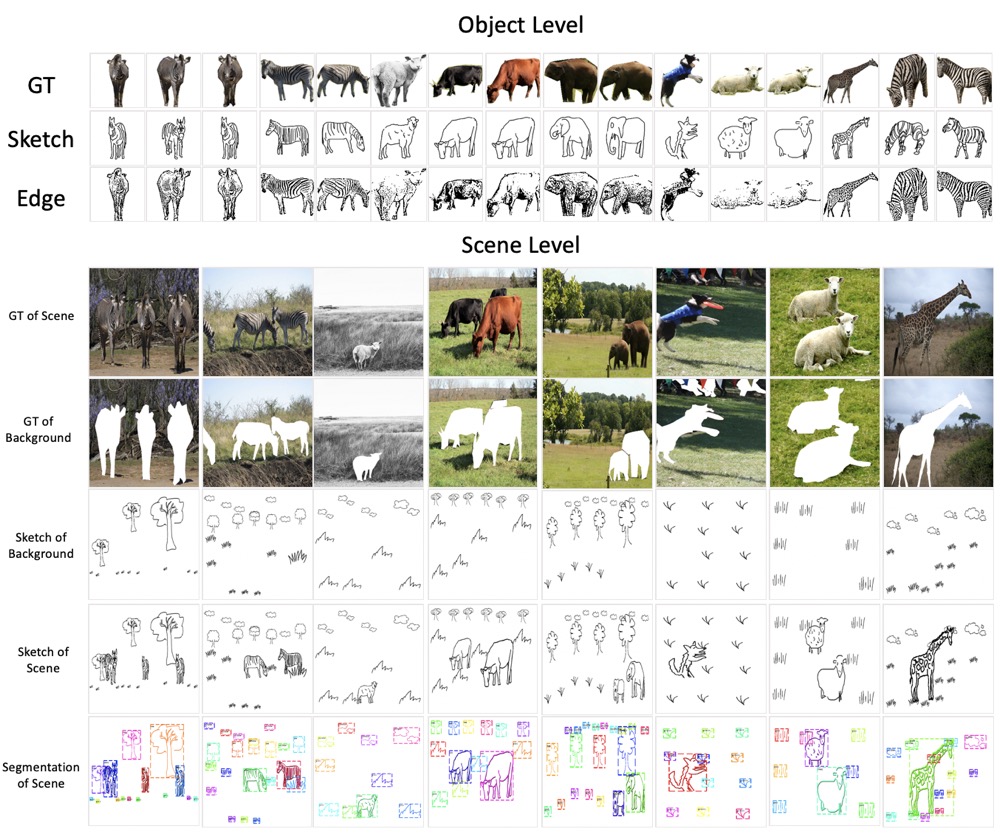 Object Level
GT
Sketch
Edge
Scene Level
GT of Scene
GT of
Background
Sketch of
Background
Sketch of
Scene
Segmentation
of Scene